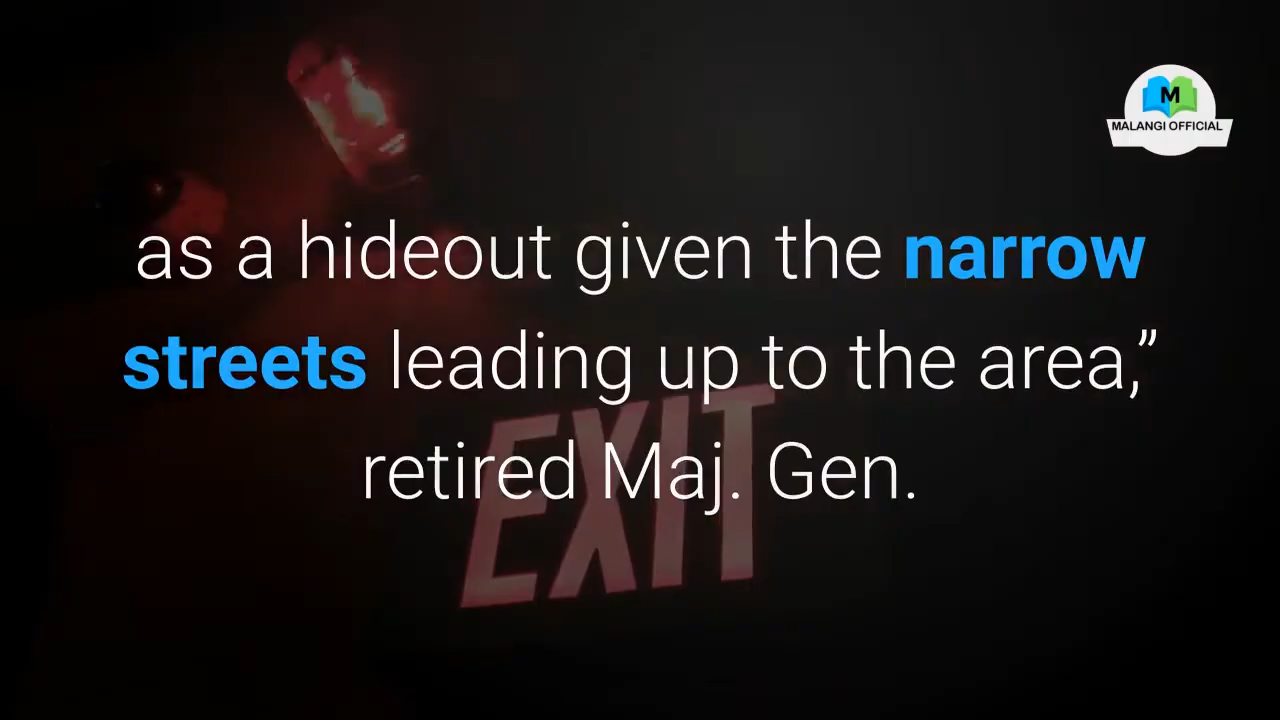 M
MALANGI OFFICIAL
as a hideout given the narrow
streets leading up to the area,”
retired Maj. Gen.
EXIT